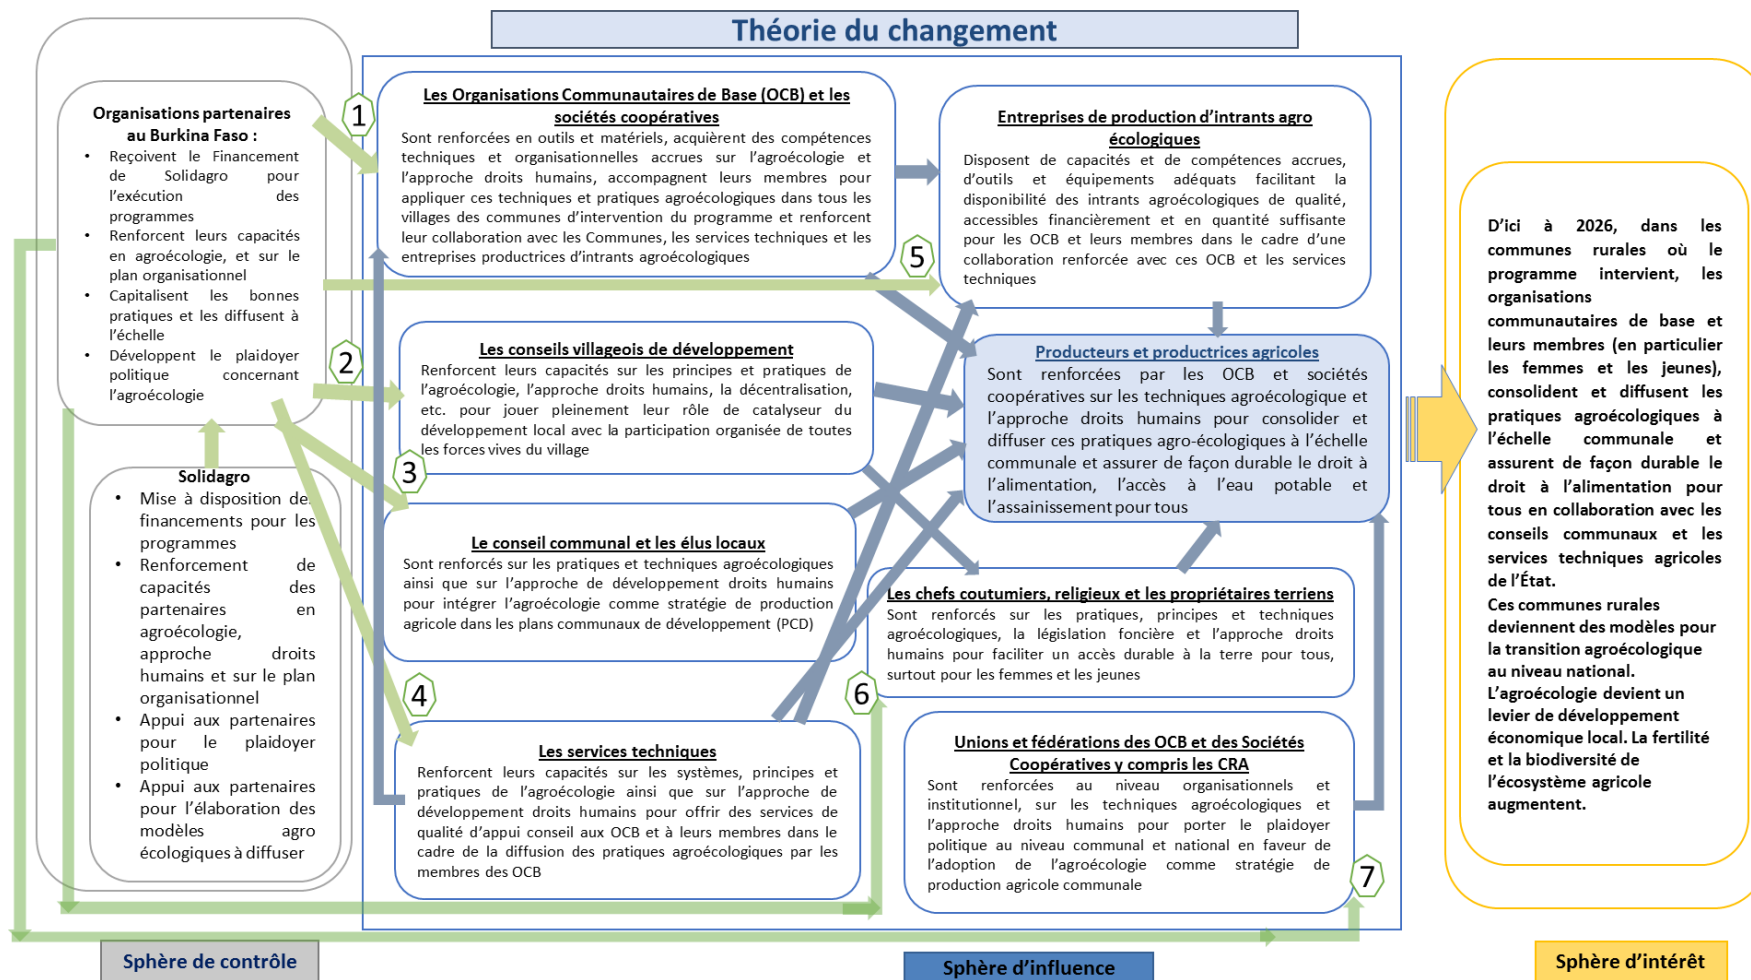 Théorie du changement
Organisations partenaires
au Burkina Faso :
• Reçoivent le Financement
de Solidagro pour
l’exécution des
programmes
• Renforcent leurs capacités
en agroécologie, et sur le
plan organisationnel
• Capitalisent les bonnes
pratiques et les diffusent à
l’échelle
• Développent le plaidoyer
politique concernant
l’agroécologie
Solidagro
• Mise à disposition
financements pour les
programmes
• Renforcement de
capacités des
partenaires en
agroécologie,
approche droits
humains et sur le plan
organisationnel
• Appui aux partenaires
pour le plaidoyer
politique
• Appui aux partenaires
pour l’élaboration des
modèles agro
écologiques à diffuser
Sphère de contrôle
1
Les Organisations Communautaires de Base (OCB) et les
sociétés coopératives
Sont renforcées en outils et matériels, acquièrent des compétences
techniques et organisationnelles accrues sur l’agroécologie et
l’approche droits humains, accompagnent leurs membres pour
appliquer ces techniques et pratiques agroécologiques dans tous les
villages des communes d’intervention du programme et renforcent
leur collaboration avec les Communes, les services techniques et les
entreprises productrices d’intrants agroécologiques
2
Les conseils villageois de développement
Renforcent leurs capacités sur les principes et pratiques de
l’agroécologie, l’approche droits humains, la décentralisation,
etc. pour jouer pleinement leur rôle de catalyseur du
développement local avec la participation organisée de toutes
les forces vives du village
3
Le conseil communal et les élus locaux
Sont renforcés sur les pratiques et techniques agroécologiques
ainsi que sur l’approche de développement droits humains
pour intégrer l’agroécologie comme stratégie de production
agricole dans les plans communaux de développement (PCD)
4
Les services techniques
Renforcent leurs capacités sur les systèmes, principes et
pratiques de l’agroécologie ainsi que sur l’approche de
développement droits humains pour offrir des services de
qualité d’appui conseil aux OCB et à leurs membres dans le
cadre de la diffusion des pratiques agroécologiques par les
membres des OCB
5
Entreprises de production d’intrants agro
écologiques
Disposent de capacités et de compétences accrues,
d’outils et équipements adéquats facilitant la
disponibilité des intrants agroécologiques de qualité,
accessibles financièrement et en quantité suffisante
pour les OCB et leurs membres dans le cadre d’une
collaboration renforcée avec ces OCB et les services
techniques
Producteurs et productrices agricoles
Sont renforcées par les OCB et sociétés
coopératives sur les techniques agroécologique et
l’approche droits humains pour consolider et
diffuser ces pratiques agro-écologiques à l’échelle
communale et assurer de façon durable le droit à
l’alimentation, l’accès à l’eau potable et
l’assainissement pour tous
6
Les chefs coutumiers, religieux et les propriétaires terriens
Sont renforcés sur les pratiques, principes et techniques
agroécologiques, la législation foncière et l’approche droits
humains pour faciliter un accès durable à la terre pour tous,
surtout pour les femmes et les jeunes
Unions et fédérations des OCB et des Sociétés
Coopératives y compris les CRA
Sont renforcées au niveau organisationnels et
institutionnel, sur les techniques agroécologiques et
l’approche droits humains pour porter le plaidoyer
politique au niveau communal et national en faveur de
l’adoption de l’agroécologie comme stratégie de
production agricole communale
7
Sphère d’influence
D’ici à 2026, dans les
communes rurales où le
programme intervient, les
organisations
communautaires de base et
leurs membres (en particulier
les femmes et les jeunes),
consolident et diffusent les
pratiques agroécologiques à
l’échelle communale et
assurent de façon durable le
droit à l’alimentation pour
tous en collaboration avec les
conseils communaux et les
services techniques agricoles
de l’État.
Ces communes rurales
deviennent des modèles pour
la transition agroécologique
au niveau national.
L’agroécologie devient un
levier de développement
économique local. La fertilité
et la biodiversité de
l’écosystème agricole
augmentent.
Sphère d’intérêt